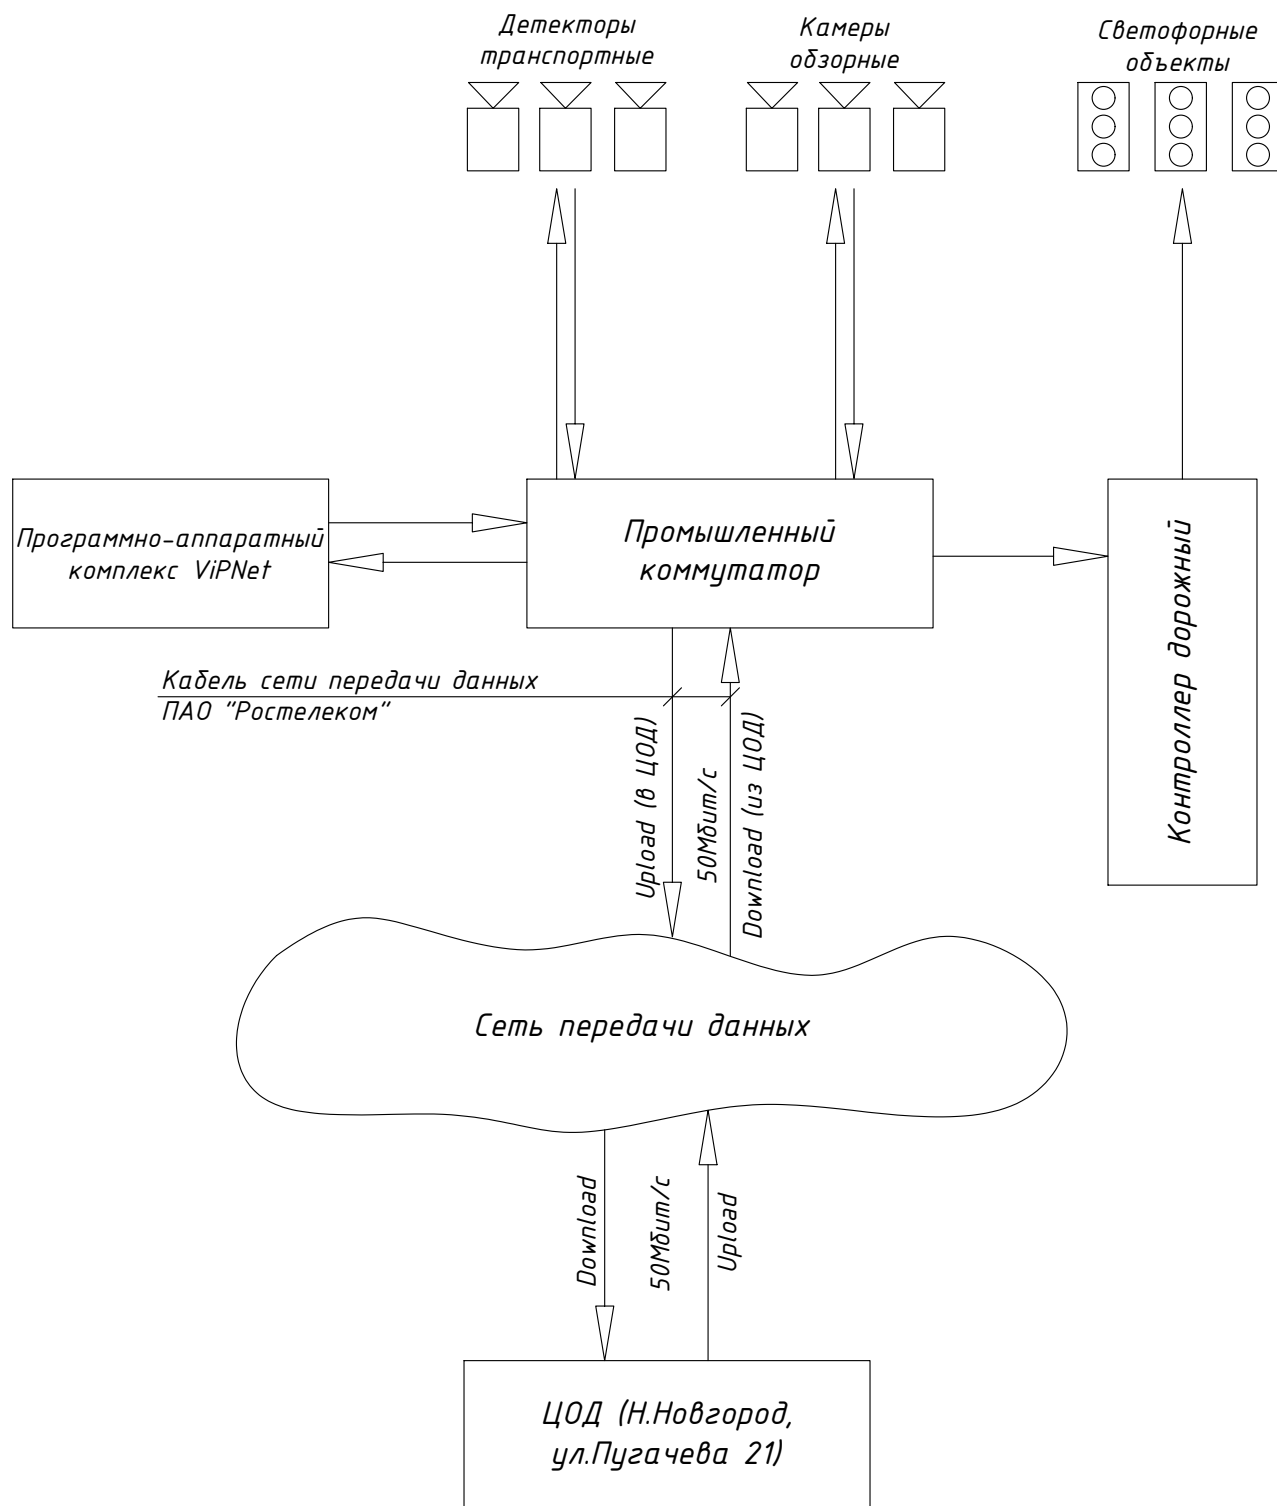 Детекторы
транспортные
Камеры
обзорные
Светофорные
объекты
Программно-аппаратный
комплекс ViPNet
Промышленный
коммутатор
Контроллер дорожный
Кабель сети передачи данных
ПАО "Ростелеком"
Upload (в ЦОД)
50Мбит/с
Download (из ЦОД)
Сеть передачи данных
Download
50Мбит/с
Upload
ЦОД (Н.Новгород,
ул.Пугачева 21)